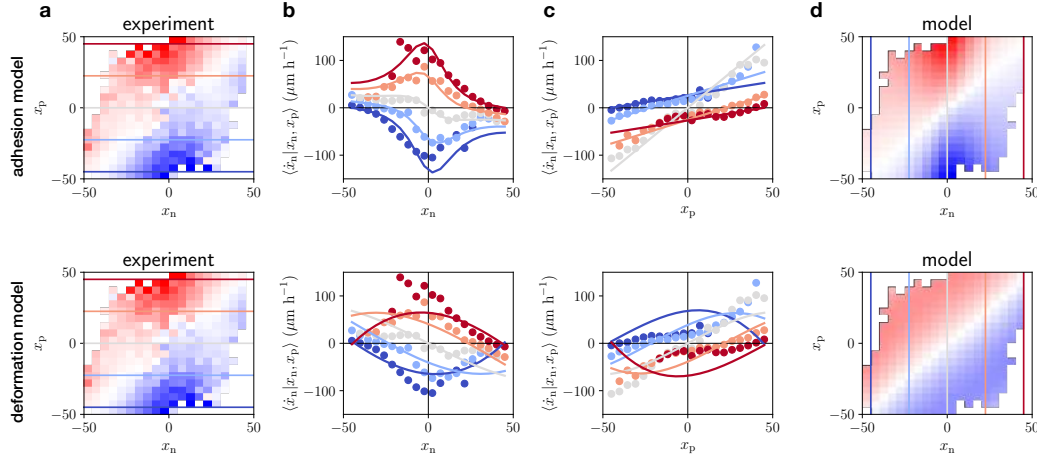 a b c d
experiment model
adhesion model
x_p
50
0
−50
−50 0 50
x_n
⟨ẋ_n|x_n, x_p⟩ (μm h⁻¹)
100
0
−100
−50 0 50
x_n
⟨ẋ_n|x_n, x_p⟩ (μm h⁻¹)
100
0
−100
−50 0 50
x_p
x_p
50
0
−50
−50 0 50
x_n
experiment model
deformation model
x_p
50
0
−50
−50 0 50
x_n
⟨ẋ_n|x_n, x_p⟩ (μm h⁻¹)
100
0
−100
−50 0 50
x_n
⟨ẋ_n|x_n, x_p⟩ (μm h⁻¹)
100
0
−100
−50 0 50
x_p
x_p
50
0
−50
−50 0 50
x_n